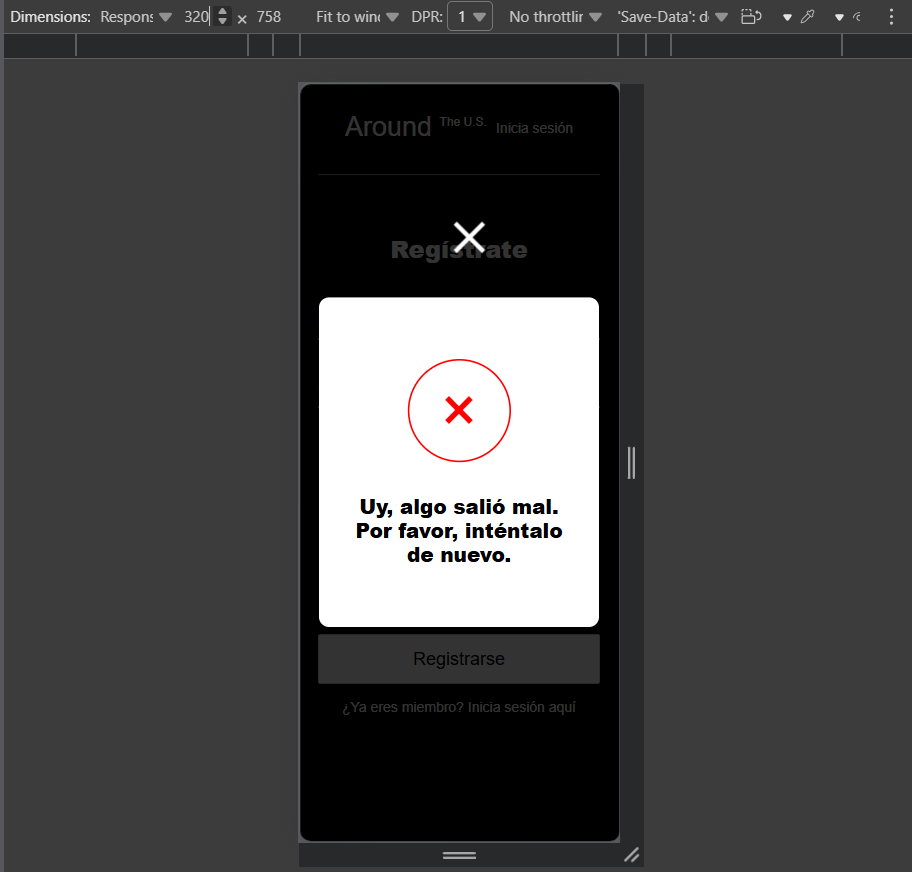 Dimensions: Respons 320 × 758 Fit to win DPR: 1 No throttlir 'Save-Data': d
Around The U.S. Inicia sesión
Regístrate
Uy, algo salió mal.
Por favor, inténtalo
de nuevo.
Registrarse
¿Ya eres miembro? Inicia sesión aquí